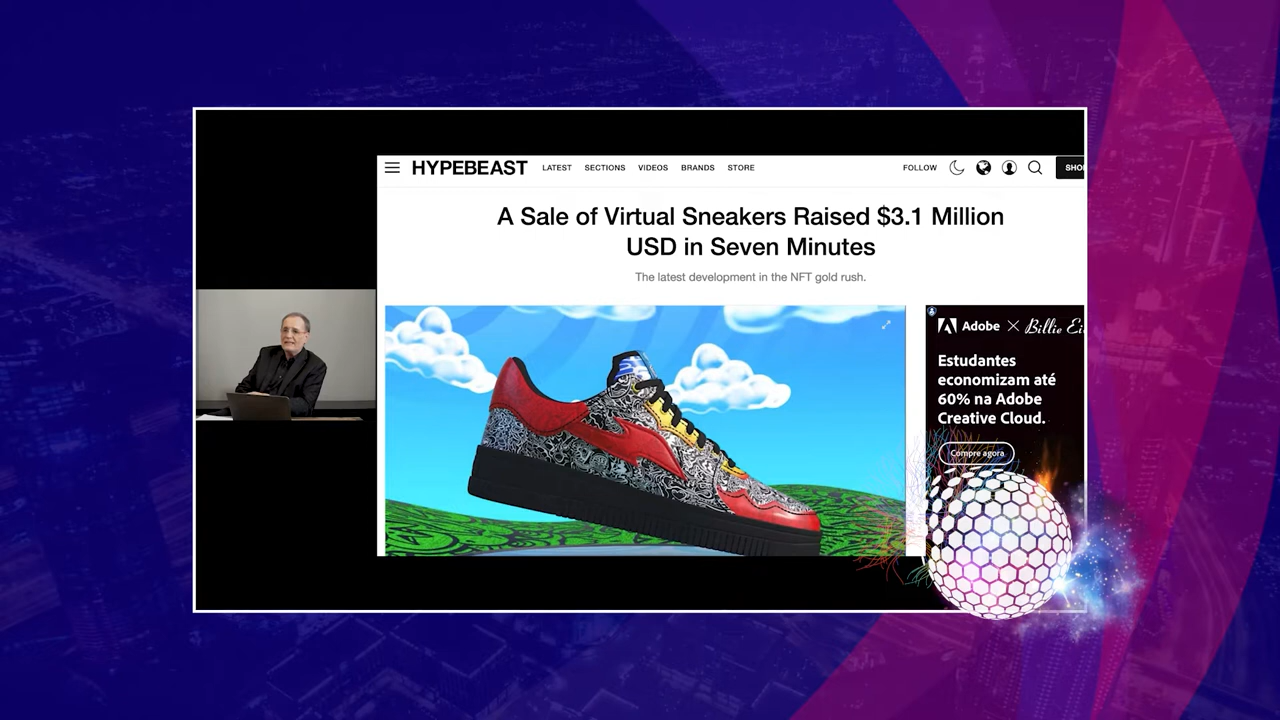 HYPEBEAST LATEST SECTIONS VIDEOS BRANDS STORE FOLLOW
A Sale of Virtual Sneakers Raised $3.1 Million
USD in Seven Minutes
The latest development in the NFT gold rush.
Adobe × Billie
Estudantes
economizam até
60% na Adobe
Creative Cloud.
Compre agora